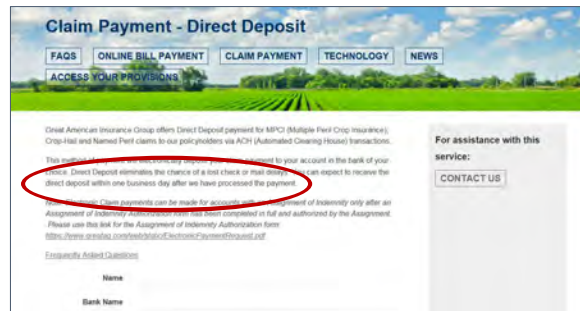 Claim Payment - Direct Deposit
FAQS ONLINE BILL PAYMENT CLAIM PAYMENT TECHNOLOGY NEWS
ACCESS YOUR PROVISIONS
Great American Insurance Group offers Direct Deposit payment for MPCI (Multiple Peril Crop Insurance),
Crop-Hail and Named Peril claims to our policyholders via ACH (Automated Clearing House) transactions.
This method of electronically your payment to your account in the bank of your
choice. Direct Deposit eliminates the chance of a lost check or mail delays. You can expect to receive the
direct deposit within one business day after we have processed the payment.
Note: Electronic Claim payments can be made for accounts with an Assignment of Indemnity only after an
Assignment of Indemnity Authorization form has been completed in full and authorized by the Assignment.
Please use this link for the Assignment of Indemnity Authorization form:
Frequently Asked Questions
Name
Bank Name
For assistance with this
service:
CONTACT US